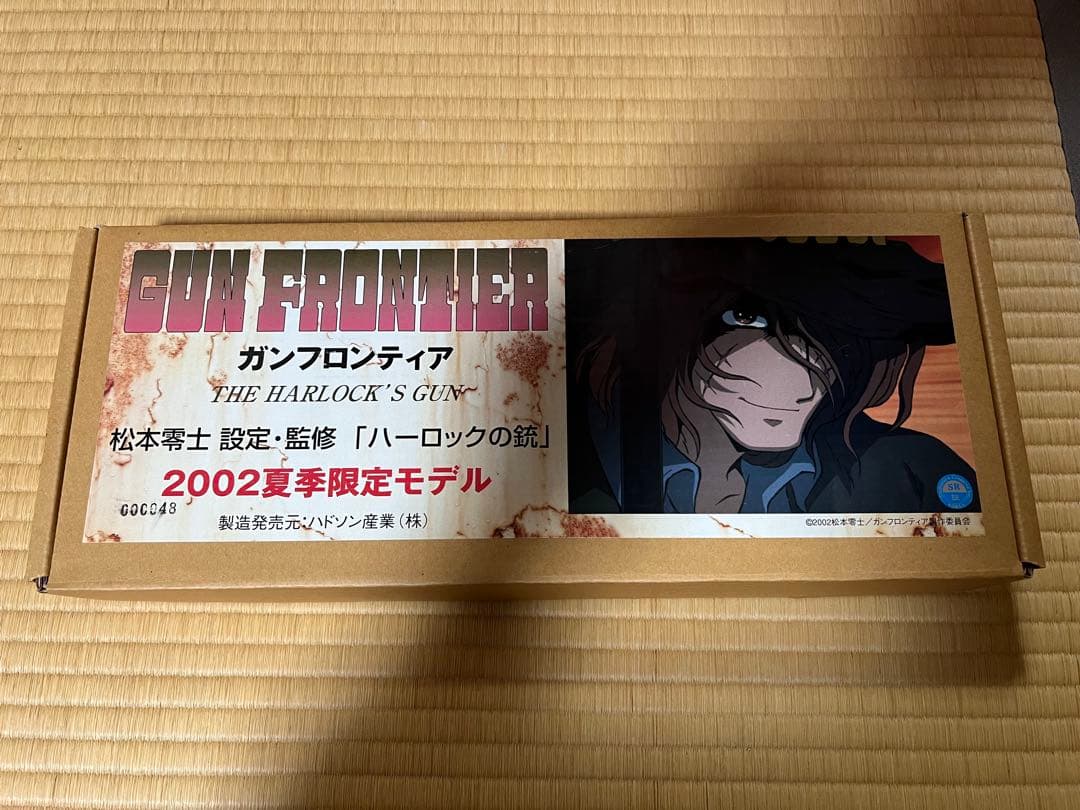 GUN FRONTIER
ガンフロンティア
THE HARLOCK'S GUN
松本零士 設定・監修 「ハーロックの銃」
2002夏季限定モデル
000048
製造発売元:ハドソン産業(株)
SR
©2002松本零士/ガンフロンティア製作委員会